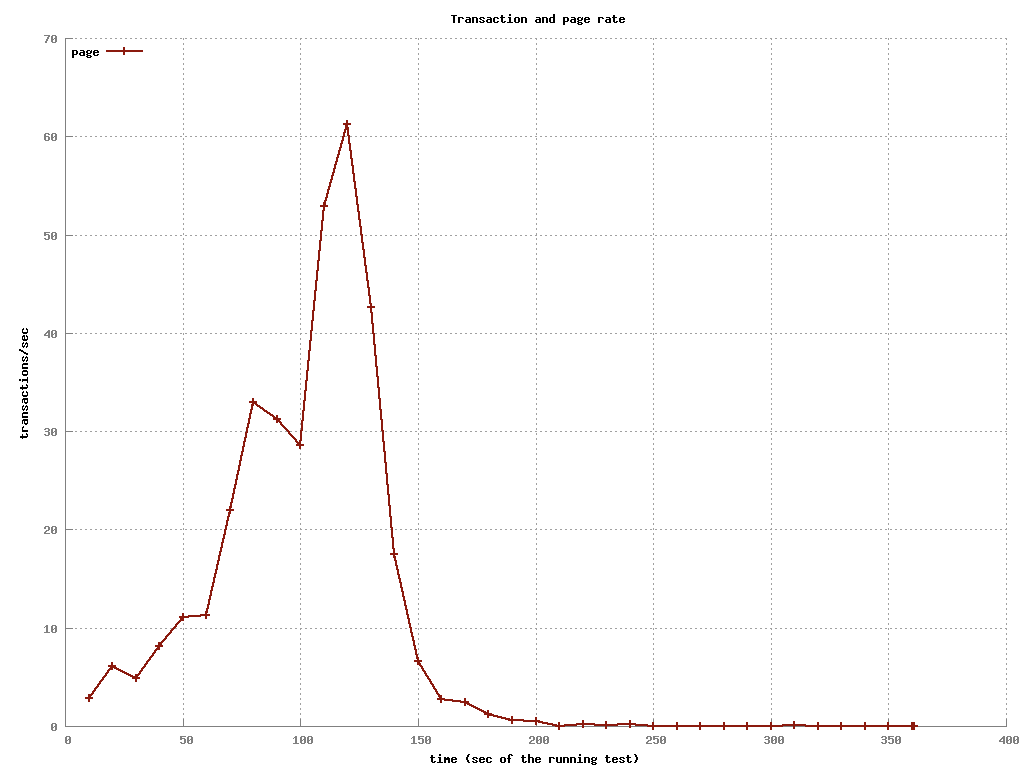 Transaction and page rate
page
70
60
50
40
30
20
10
0
transactions/sec
0 50 100 150 200 250 300 350 400
time (sec of the running test)